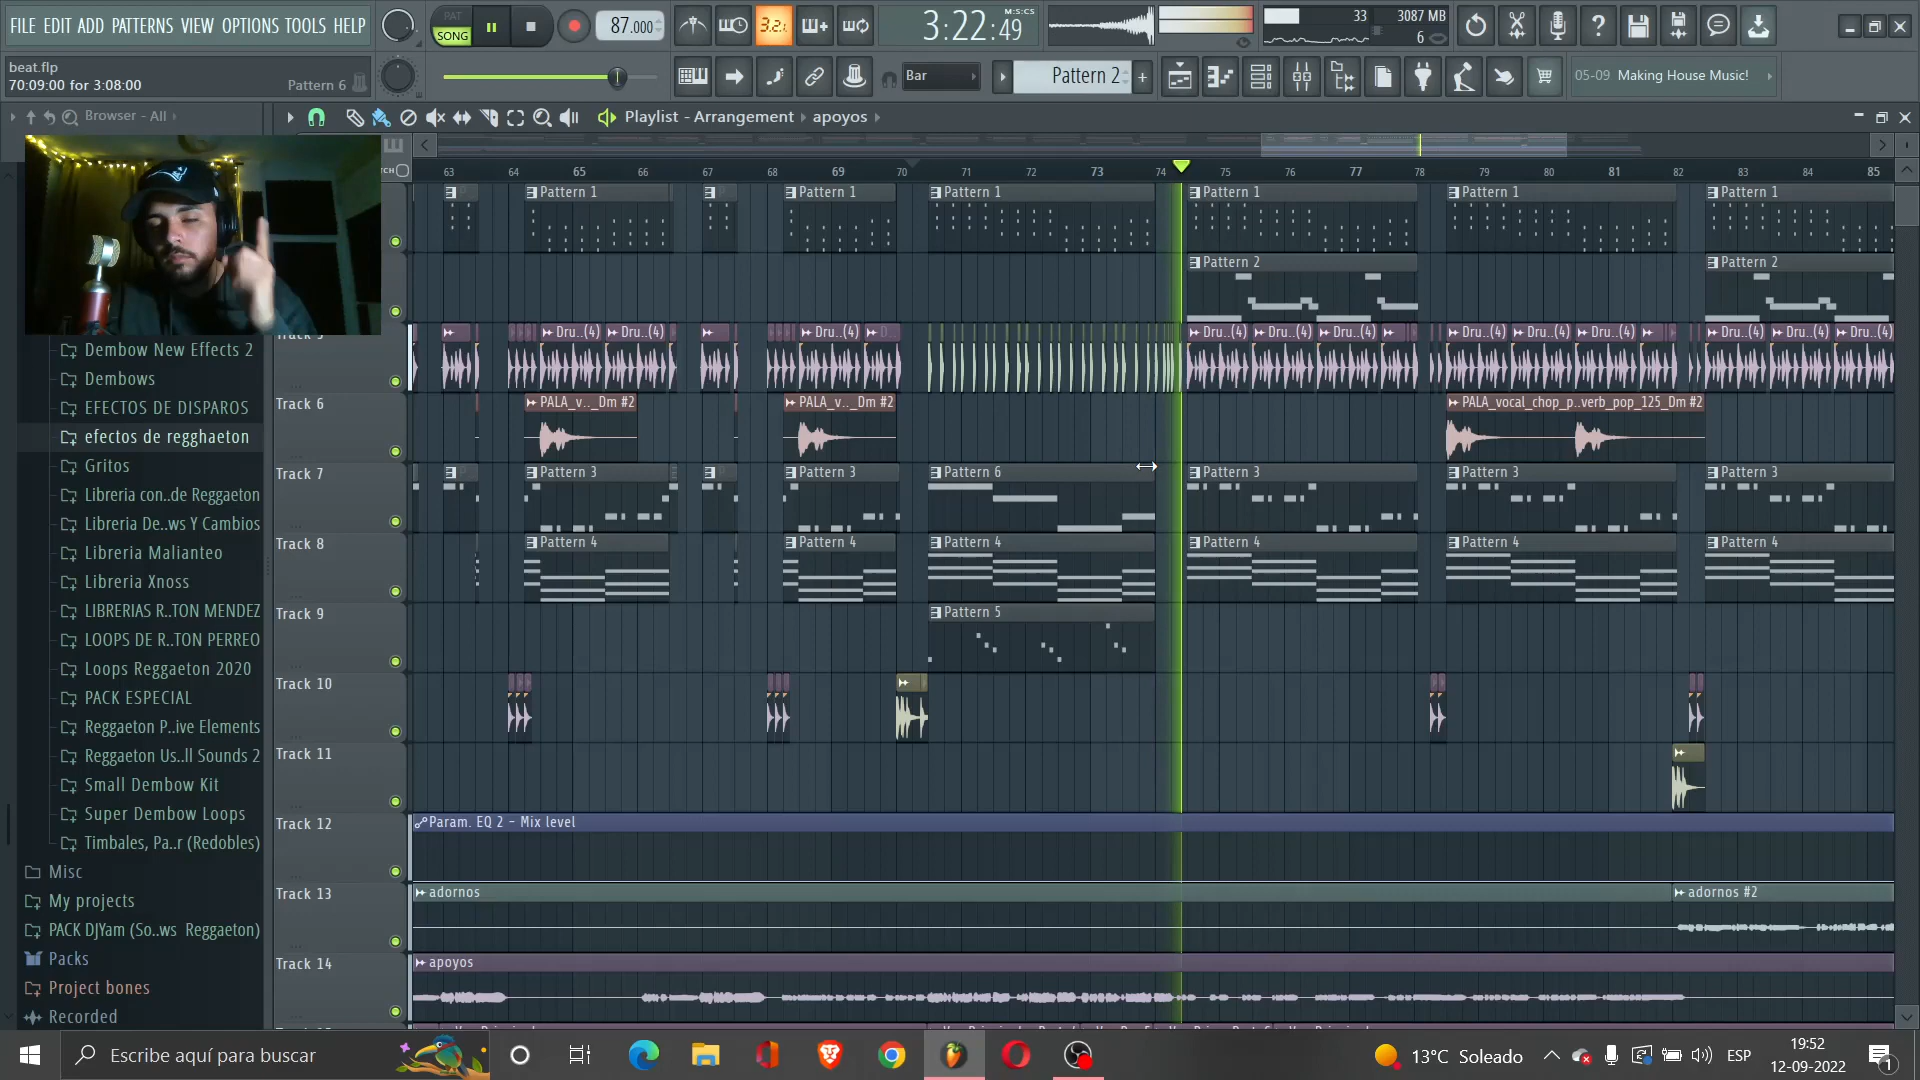 FILE EDIT ADD PATTERNS VIEW OPTIONS TOOLS HELP
PAT
SONG
87.000
3.2.
3:22:49
M:S:CS
33
3087 MB
6
beat.flp
70:09:00 for 3:08:00
Pattern 6
Bar
Pattern 2
05-09 Making House Music!
Browser - All
Playlist - Arrangement
apoyos
63 64 65 66 67 68 69 70 71 72 73 74 75 76 77 78 79 80 81 82 83 84 85
Pattern 1 Pattern 1 Pattern 1 Pattern 1 Pattern 1 Pattern 1
Pattern 2 Pattern 2
Dru..(4) Dru..(4) Dru..(4) Dru..(4) Dru..(4) Dru..(4) Dru..(4) Dru..(4) Dru..(4) Dru..(4) Dru..(4) Dru..(4)
Dembow New Effects 2
Dembows
EFECTOS DE DISPAROS
efectos de regghaeton
Gritos
Libreria con..de Reggaeton
Libreria De..ws Y Cambios
Libreria Malianteo
Libreria Xnoss
LIBRERIAS R..TON MENDEZ
LOOPS DE R..TON PERREO
Loops Reggaeton 2020
PACK ESPECIAL
Reggaeton P..ive Elements
Reggaeton Us..ll Sounds 2
Small Dembow Kit
Super Dembow Loops
Timbales, Pa..r (Redobles)
Misc
My projects
PACK DJYam (So..ws Reggaeton)
Packs
Project bones
Recorded
Track 6
PALA_v.._Dm #2 PALA_v.._Dm #2 PALA_vocal_chop_p..verb_pop_125_Dm #2
Track 7
Pattern 3 Pattern 3 Pattern 6 Pattern 3 Pattern 3 Pattern 3
Track 8
Pattern 4 Pattern 4 Pattern 4 Pattern 4 Pattern 4 Pattern 4
Track 9
Pattern 5
Track 10
Track 11
Track 12
Param. EQ 2 - Mix level
Track 13
adornos
adornos #2
Track 14
apoyos
Escribe aquí para buscar
13°C Soleado
ESP
19:52
12-09-2022
1